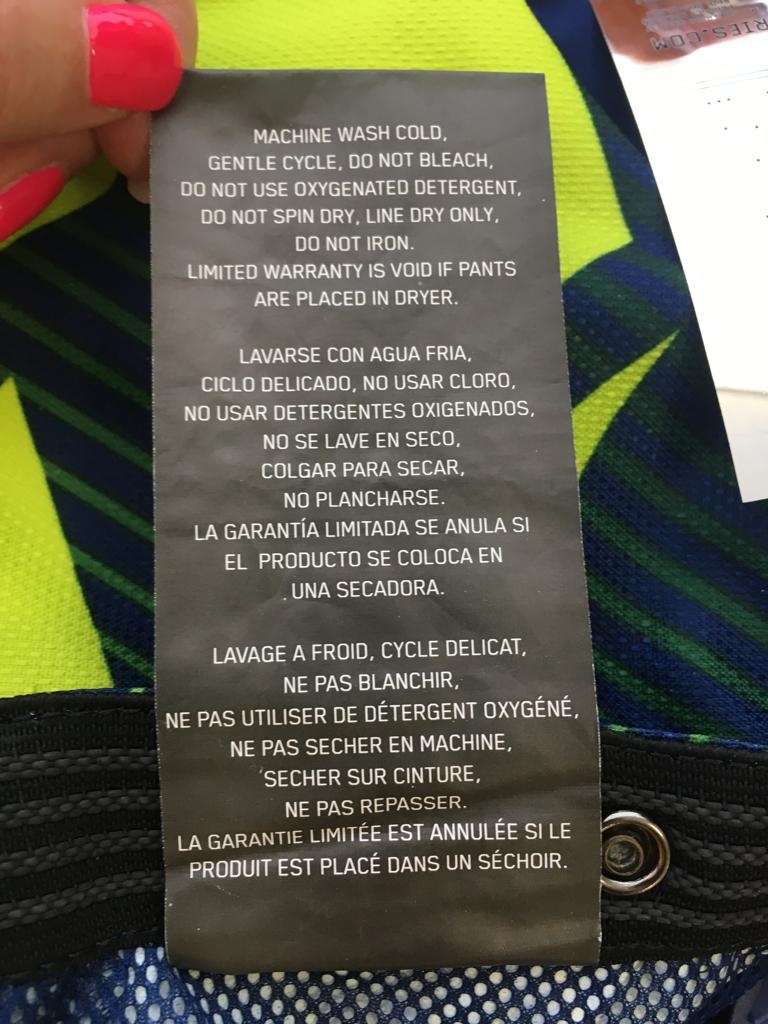 RIES.COM
MACHINE WASH COLD,
GENTLE CYCLE, DO NOT BLEACH,
DO NOT USE OXYGENATED DETERGENT,
DO NOT SPIN DRY, LINE DRY ONLY,
DO NOT IRON.
LIMITED WARRANTY IS VOID IF PANTS
ARE PLACED IN DRYER.
LAVARSE CON AGUA FRIA,
CICLO DELICADO, NO USAR CLORO,
NO USAR DETERGENTES OXIGENADOS,
NO SE LAVE EN SECO,
COLGAR PARA SECAR,
NO PLANCHARSE.
LA GARANTÍA LIMITADA SE ANULA SI
EL PRODUCTO SE COLOCA EN
UNA SECADORA.
LAVAGE A FROID, CYCLE DELICAT,
NE PAS BLANCHIR,
NE PAS UTILISER DE DÉTERGENT OXYGÉNÉ,
NE PAS SECHER EN MACHINE,
SECHER SUR CINTURE,
NE PAS REPASSER.
LA GARANTIE LIMITÉE EST ANNULÉE SI LE
PRODUIT EST PLACÉ DANS UN SÉCHOIR.